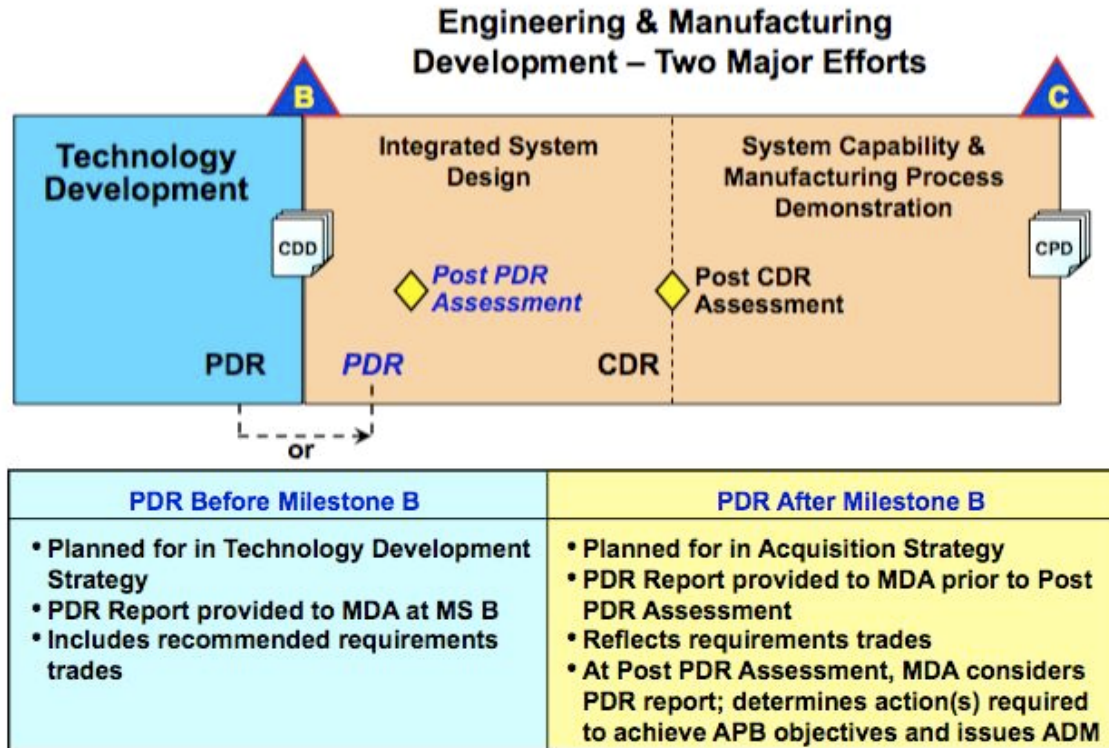 Engineering & Manufacturing
Development – Two Major Efforts
B
C
Technology
Development
Integrated System
Design
System Capability &
Manufacturing Process
Demonstration
CDD
CPD
Post PDR
Assessment
Post CDR
Assessment
PDR
PDR
CDR
or
PDR Before Milestone B
• Planned for in Technology Development
Strategy
• PDR Report provided to MDA at MS B
• Includes recommended requirements
trades
PDR After Milestone B
• Planned for in Acquisition Strategy
• PDR Report provided to MDA prior to Post
PDR Assessment
• Reflects requirements trades
• At Post PDR Assessment, MDA considers
PDR report; determines action(s) required
to achieve APB objectives and issues ADM